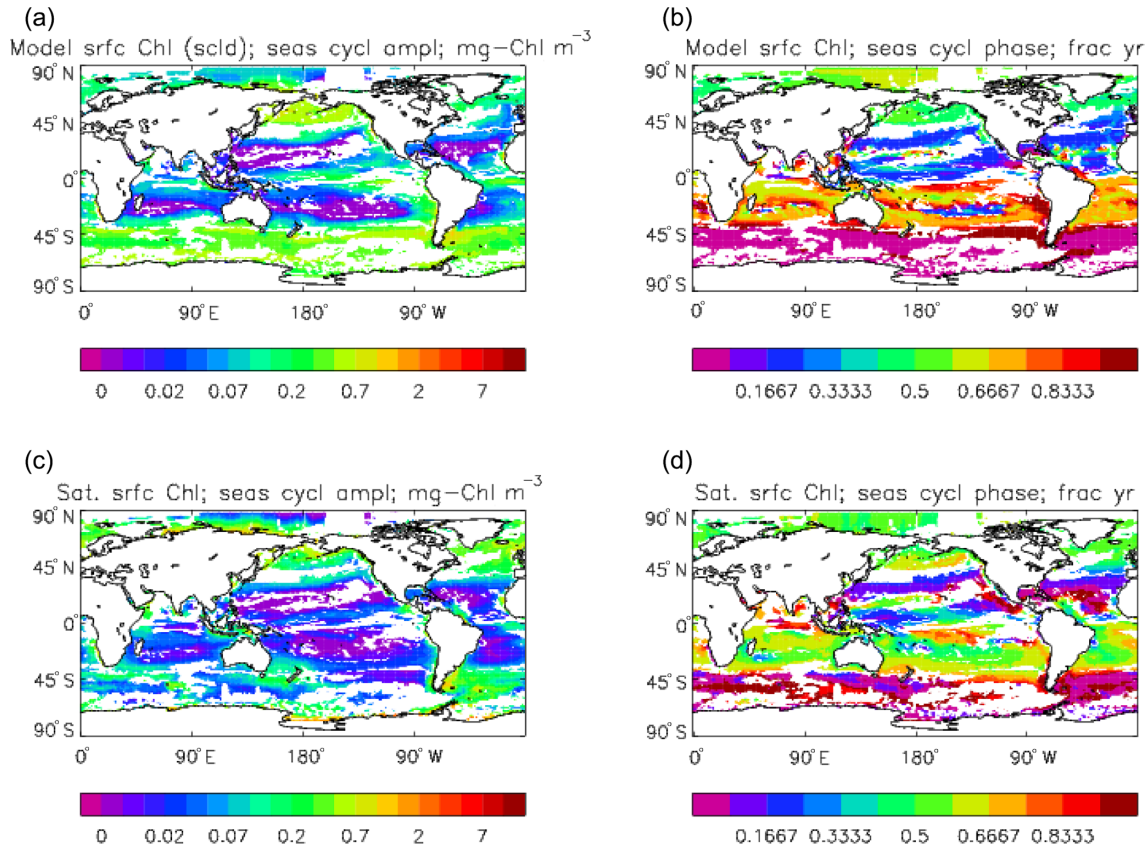 (a) (b)
Model srfc Chl (scld); seas cycl ampl; mg-Chl m⁻³ Model srfc Chl; seas cycl phase; frac yr
90°N 90°N
45°N 45°N
0° 0°
45°S 45°S
90°S 90°S
0° 90°E 180° 90°W 0° 90°E 180° 90°W
0 0.02 0.07 0.2 0.7 2 7 0.1667 0.3333 0.5 0.6667 0.8333
(c) (d)
Sat. srfc Chl; seas cycl ampl; mg-Chl m⁻³ Sat. srfc Chl; seas cycl phase; frac yr
90°N 90°N
45°N 45°N
0° 0°
45°S 45°S
90°S 90°S
0° 90°E 180° 90°W 0° 90°E 180° 90°W
0 0.02 0.07 0.2 0.7 2 7 0.1667 0.3333 0.5 0.6667 0.8333